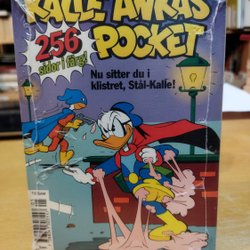 KALLE ANKAS
256
sidor i färg!
POCKET
Nu sitter du i
klistret, Stål-Kalle!